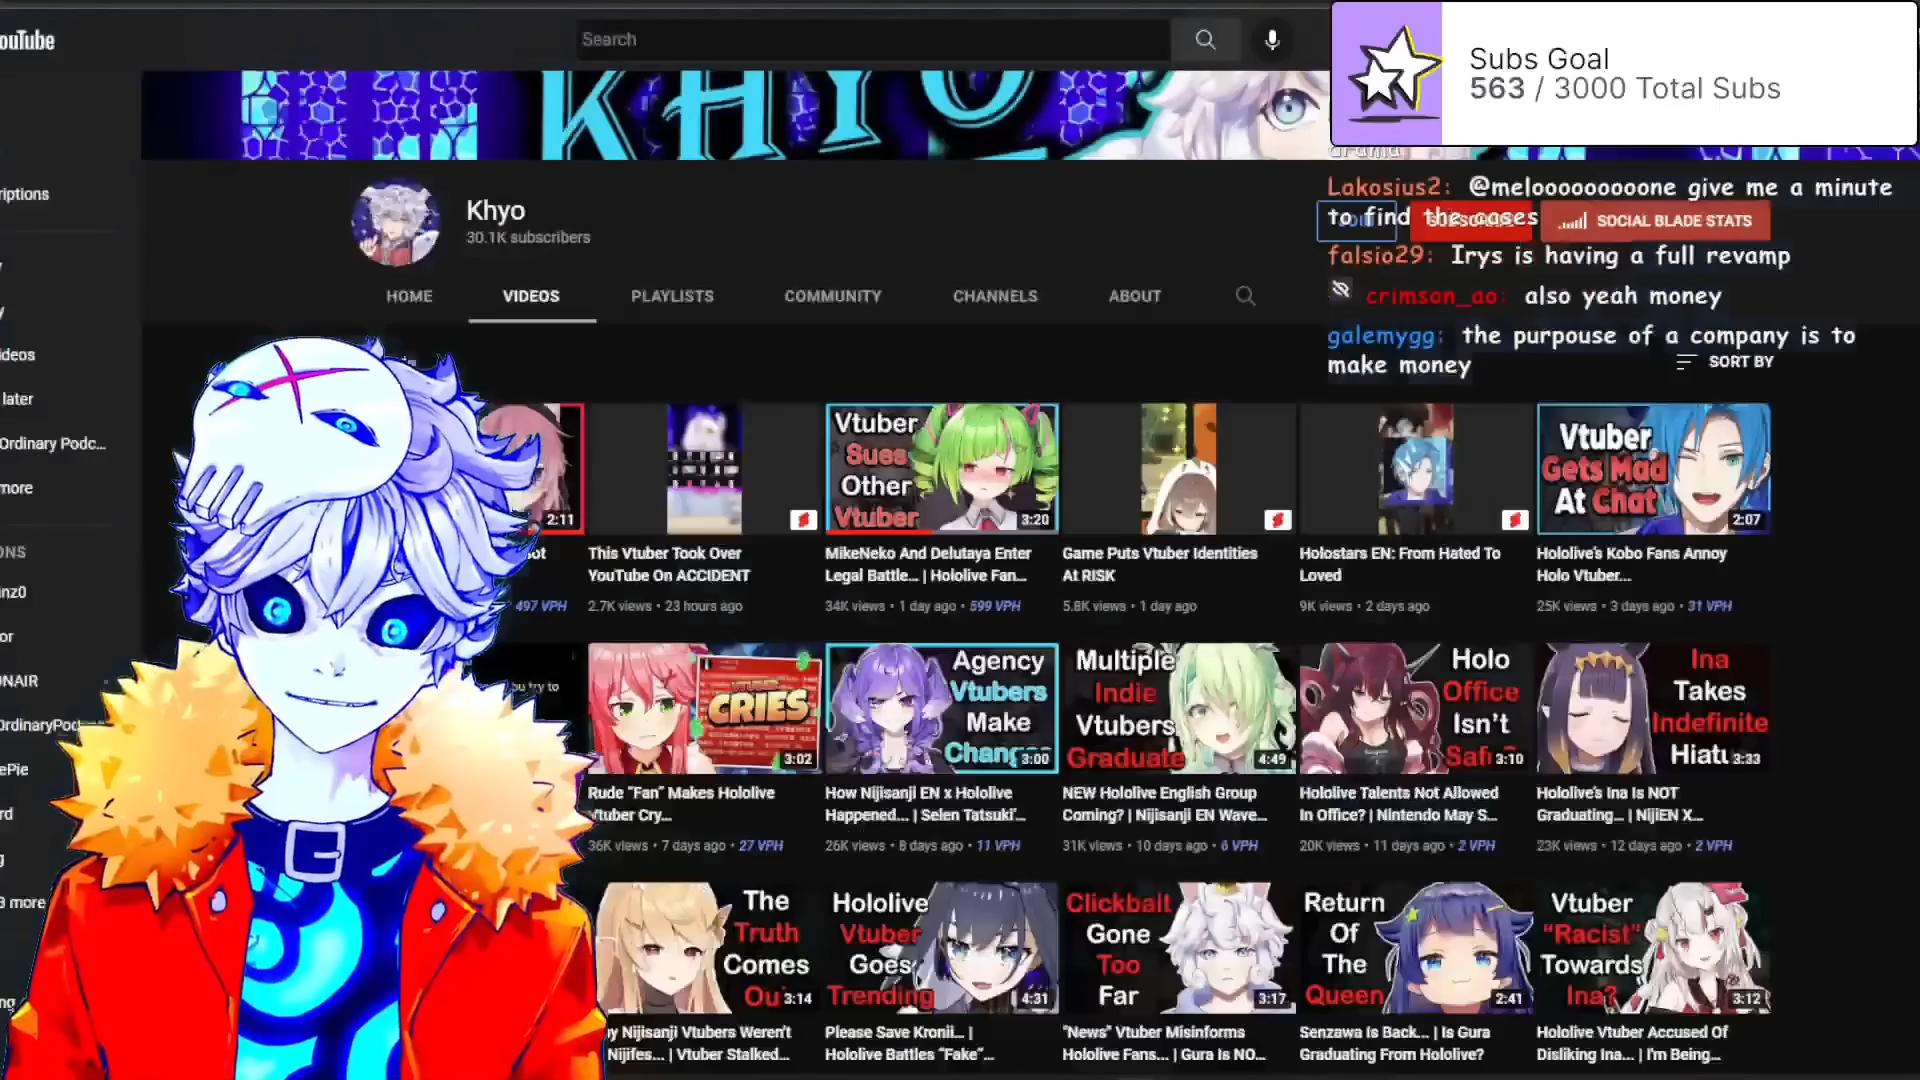 ouTube
Search
Subs Goal
563 / 3000 Total Subs
KHYO
drama
riptions
Khyo
30.1K subscribers
Lakosius2: @melooooooooone give me a minute
to find the cases
SOCIAL BLADE STATS
falsio29: Irys is having a full revamp
crimson_ao: also yeah money
galemygg: the purpouse of a company is to
make money
HOME
VIDEOS
PLAYLISTS
COMMUNITY
CHANNELS
ABOUT
SORT BY
ideos
later
Ordinary Podc...
more
ONS
inz0
or
ONAIR
OrdinaryPod
ePie
rd
g
3 more
ng
2:11
497 VPH
This Vtuber Took Over
YouTube On ACCIDENT
2.7K views • 23 hours ago
Vtuber
Sues
Other
Vtuber
3:20
MikeNeko And Delutaya Enter
Legal Battle... | Hololive Fan...
34K views • 1 day ago • 599 VPH
Game Puts Vtuber Identities
At RISK
5.8K views • 1 day ago
Holostars EN: From Hated To
Loved
9K views • 2 days ago
Vtuber
Gets Mad
At Chat
2:07
Hololive's Kobo Fans Annoy
Holo Vtuber...
25K views • 3 days ago • 31 VPH
ou try to
CRIES
3:02
Rude "Fan" Makes Hololive
Vtuber Cry...
36K views • 7 days ago • 27 VPH
Agency
Vtubers
Make
Chang
3:00
How Nijisanji EN x Hololive
Happened... | Selen Tatsuki'...
26K views • 8 days ago • 11 VPH
Multiple
Indie
Vtubers
Graduate
4:49
NEW Hololive English Group
Coming? | Nijisanji EN Wave...
31K views • 10 days ago • 6 VPH
Holo
Office
Isn't
Saf
3:10
Hololive Talents Not Allowed
In Office? | Nintendo May S...
20K views • 11 days ago • 2 VPH
Ina
Takes
Indefinite
Hiatu
3:33
Hololive's Ina Is NOT
Graduating... | NijiEN X...
23K views • 12 days ago • 2 VPH
The
Truth
Comes
Ou
3:14
y Nijisanji Vtubers Weren't
Nijifes... | Vtuber Stalked...
Hololive
Vtuber
Goes
Trending
4:31
Please Save Kronii... |
Hololive Battles "Fake"...
Clickbait
Gone
Too
Far
3:17
"News" Vtuber Misinforms
Hololive Fans... | Gura Is NO...
Return
Of
The
Queen
2:41
Senzawa Is Back... | Is Gura
Graduating From Hololive?
Vtuber
"Racist"
Towards
Ina?
3:12
Hololive Vtuber Accused Of
Disliking Ina... | I'm Being...